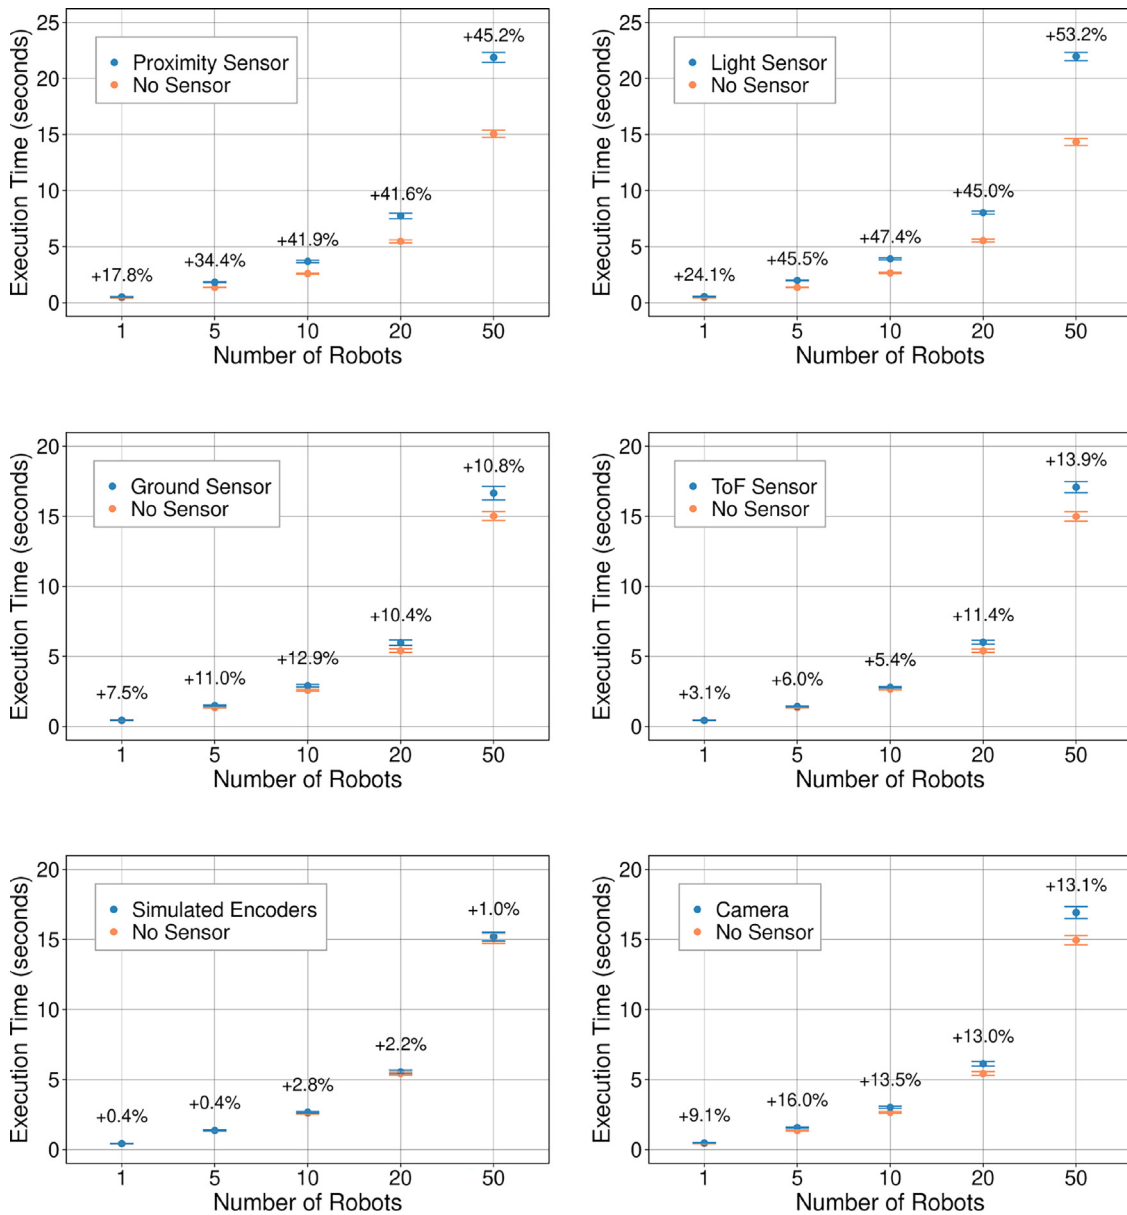 Execution Time (seconds)
25
20
15
10
5
0
Proximity Sensor
No Sensor
+17.8%
+34.4%
+41.9%
+41.6%
+45.2%
1 5 10 20 50
Number of Robots
Execution Time (seconds)
25
20
15
10
5
0
Light Sensor
No Sensor
+24.1%
+45.5%
+47.4%
+45.0%
+53.2%
1 5 10 20 50
Number of Robots
Execution Time (seconds)
20
15
10
5
0
Ground Sensor
No Sensor
+7.5%
+11.0%
+12.9%
+10.4%
+10.8%
1 5 10 20 50
Number of Robots
Execution Time (seconds)
20
15
10
5
0
ToF Sensor
No Sensor
+3.1%
+6.0%
+5.4%
+11.4%
+13.9%
1 5 10 20 50
Number of Robots
Execution Time (seconds)
20
15
10
5
0
Simulated Encoders
No Sensor
+0.4%
+0.4%
+2.8%
+2.2%
+1.0%
1 5 10 20 50
Number of Robots
Execution Time (seconds)
20
15
10
5
0
Camera
No Sensor
+9.1%
+16.0%
+13.5%
+13.0%
+13.1%
1 5 10 20 50
Number of Robots